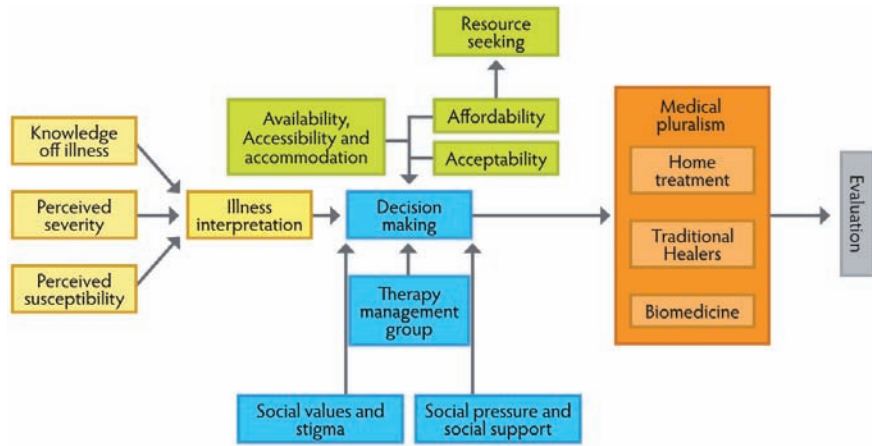 Resource
seeking
Availability,
Accessibility and
accommodation
Affordability
Acceptability
Knowledge
off illness
Perceived
severity
Perceived
susceptibility
Illness
interpretation
Decision
making
Therapy
management
group
Social values and
stigma
Social pressure and
social support
Medical
pluralism
Home
treatment
Traditional
Healers
Biomedicine
Evaluation